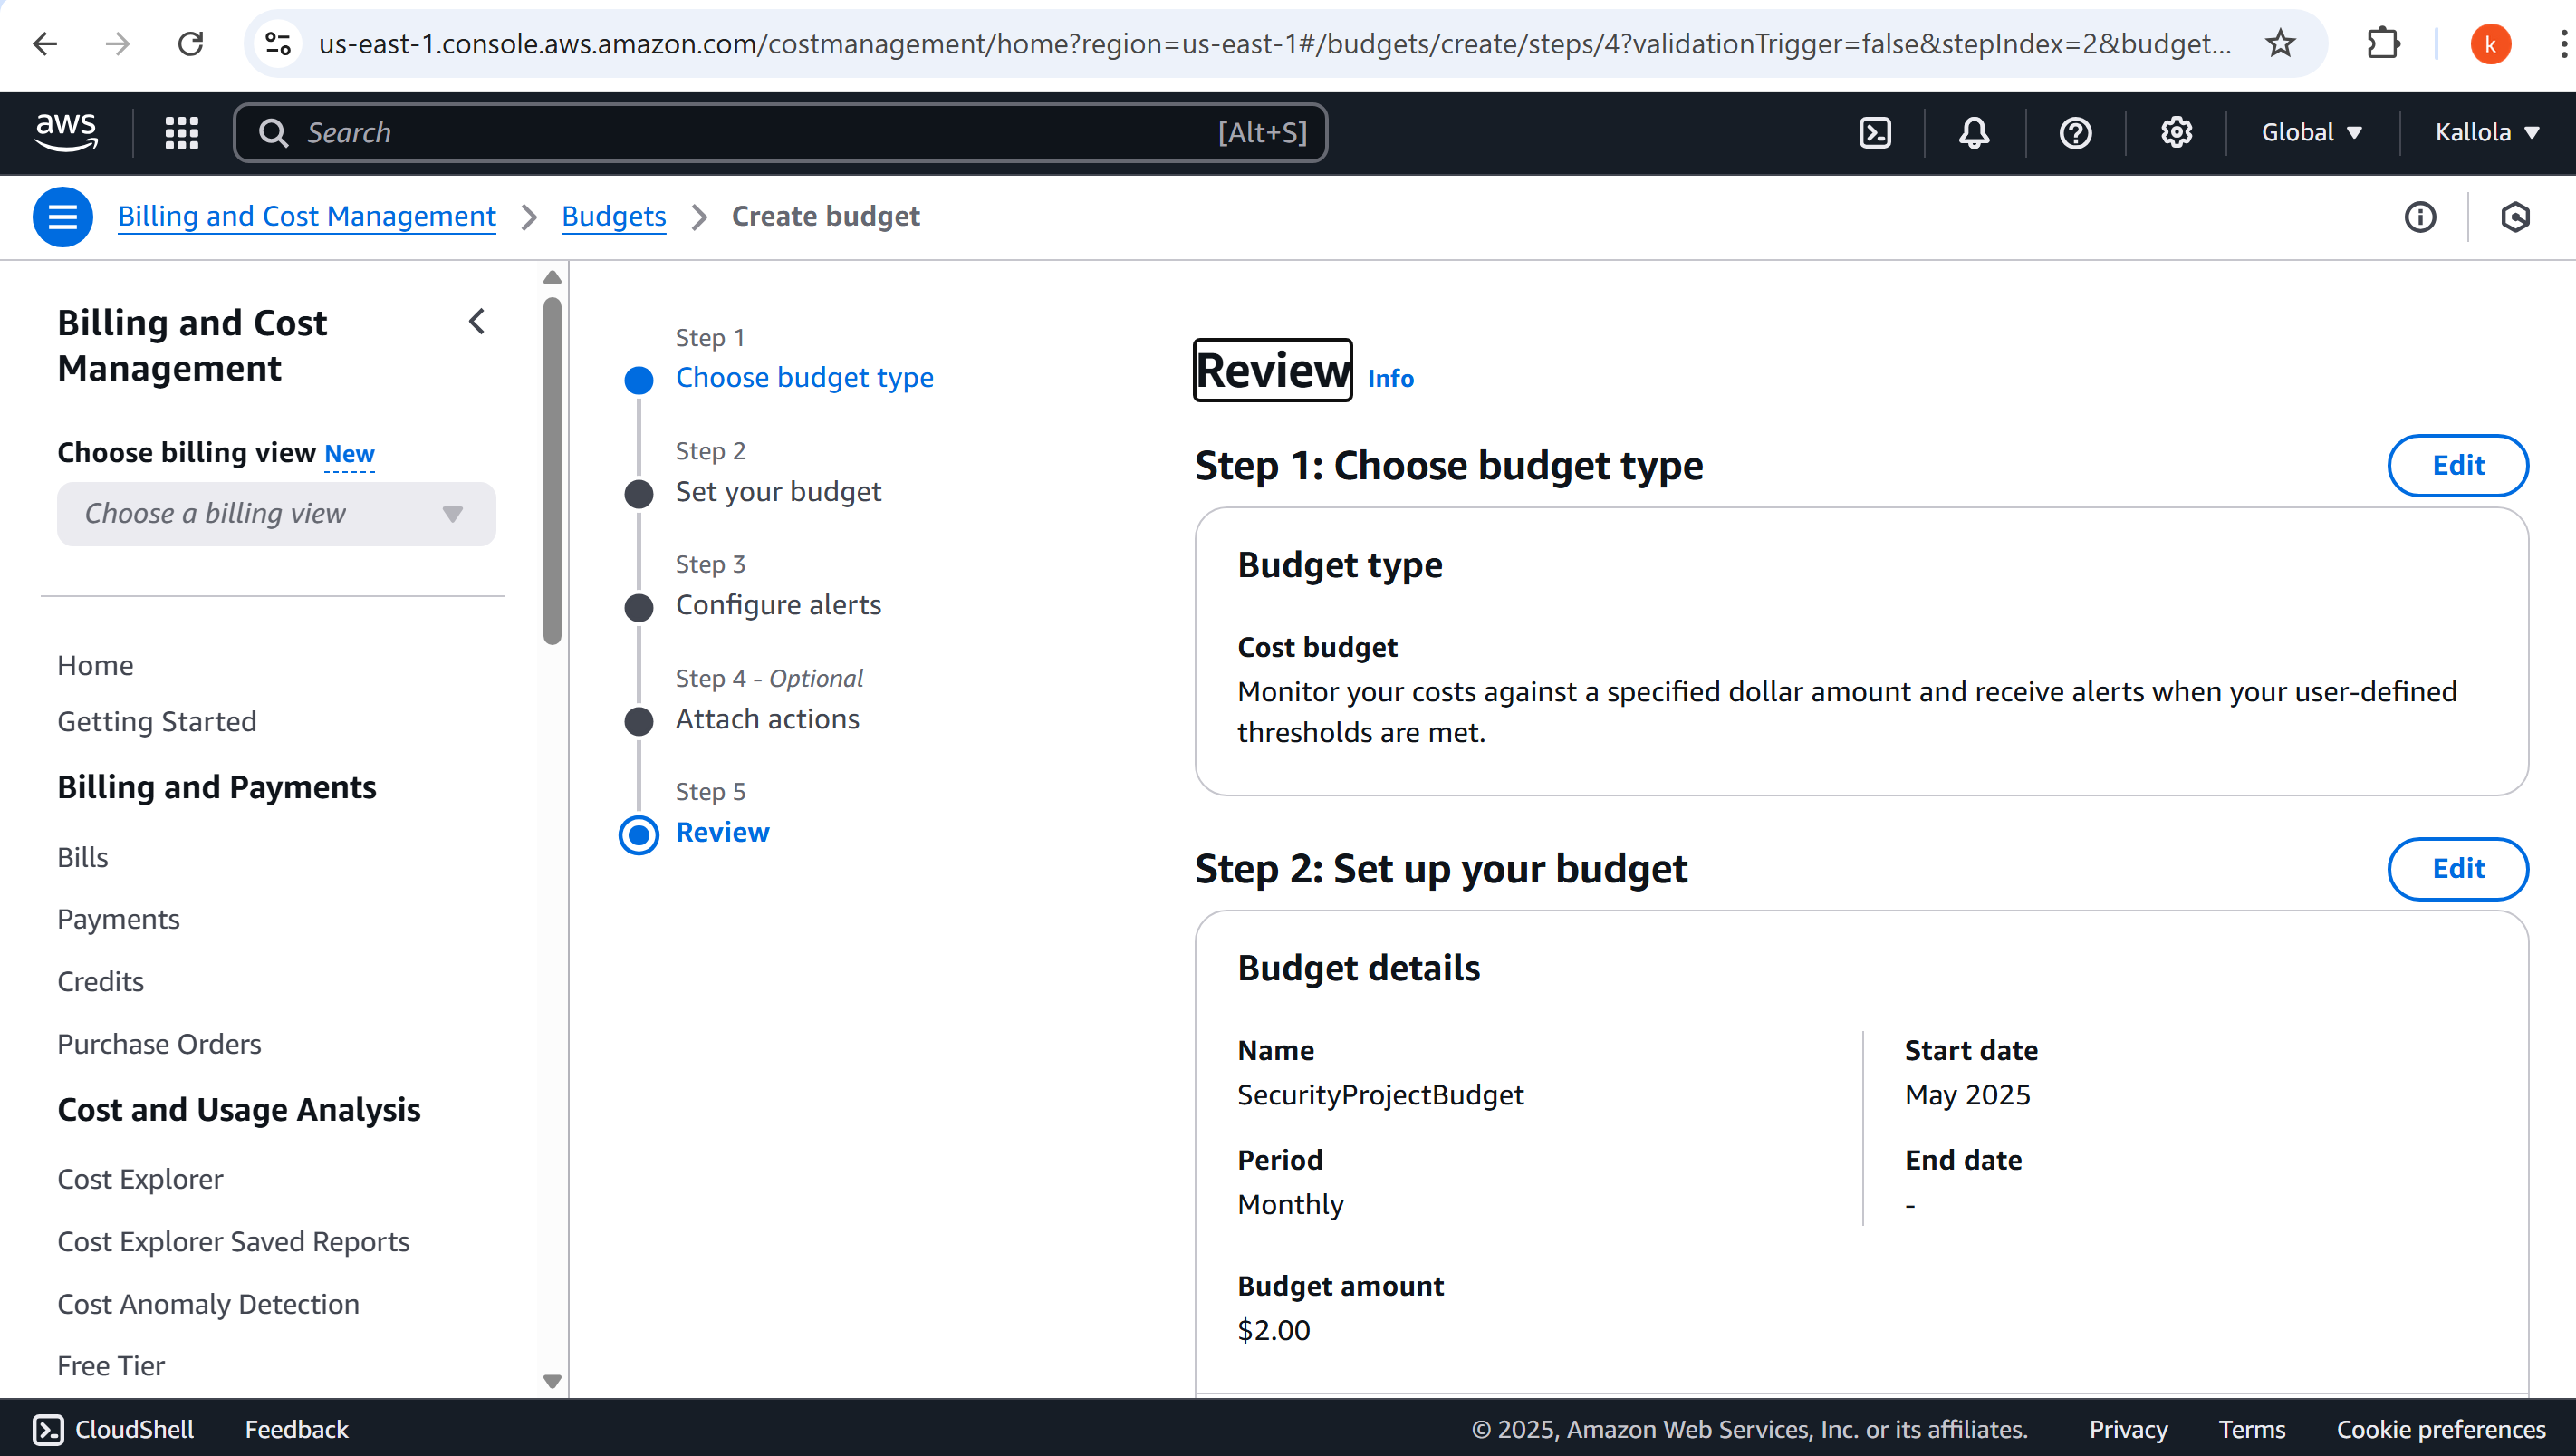 us-east-1.console.aws.amazon.com/costmanagement/home?region=us-east-1#/budgets/create/steps/4?validationTrigger=false&stepIndex=2&budget...
k
aws
Search
[Alt+S]
Global
Kallola
Billing and Cost Management
Budgets
Create budget
Billing and Cost
Management
Choose billing view New
Choose a billing view
Home
Getting Started
Billing and Payments
Bills
Payments
Credits
Purchase Orders
Cost and Usage Analysis
Cost Explorer
Cost Explorer Saved Reports
Cost Anomaly Detection
Free Tier
Step 1
Choose budget type
Step 2
Set your budget
Step 3
Configure alerts
Step 4 - Optional
Attach actions
Step 5
Review
Review Info
Step 1: Choose budget type
Edit
Budget type
Cost budget
Monitor your costs against a specified dollar amount and receive alerts when your user-defined
thresholds are met.
Step 2: Set up your budget
Edit
Budget details
Name
SecurityProjectBudget
Period
Monthly
Budget amount
$2.00
Start date
May 2025
End date
-
CloudShell
Feedback
© 2025, Amazon Web Services, Inc. or its affiliates.
Privacy
Terms
Cookie preferences